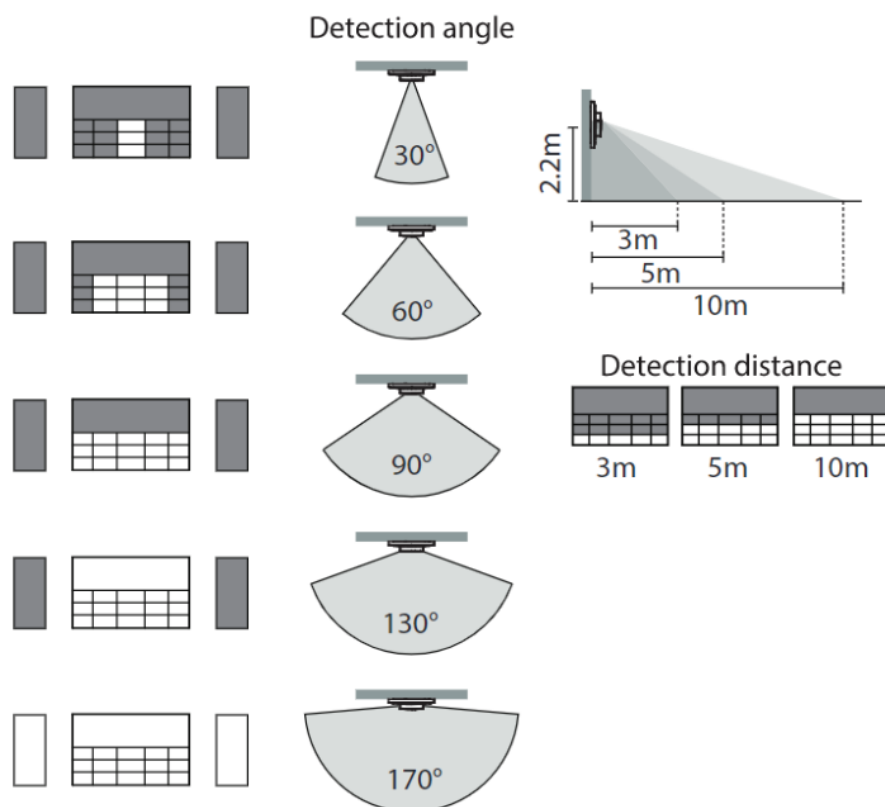 Detection angle
30°
2.2m
3m
5m
60°
10m
Detection distance
90°
3m 5m 10m
130°
170°